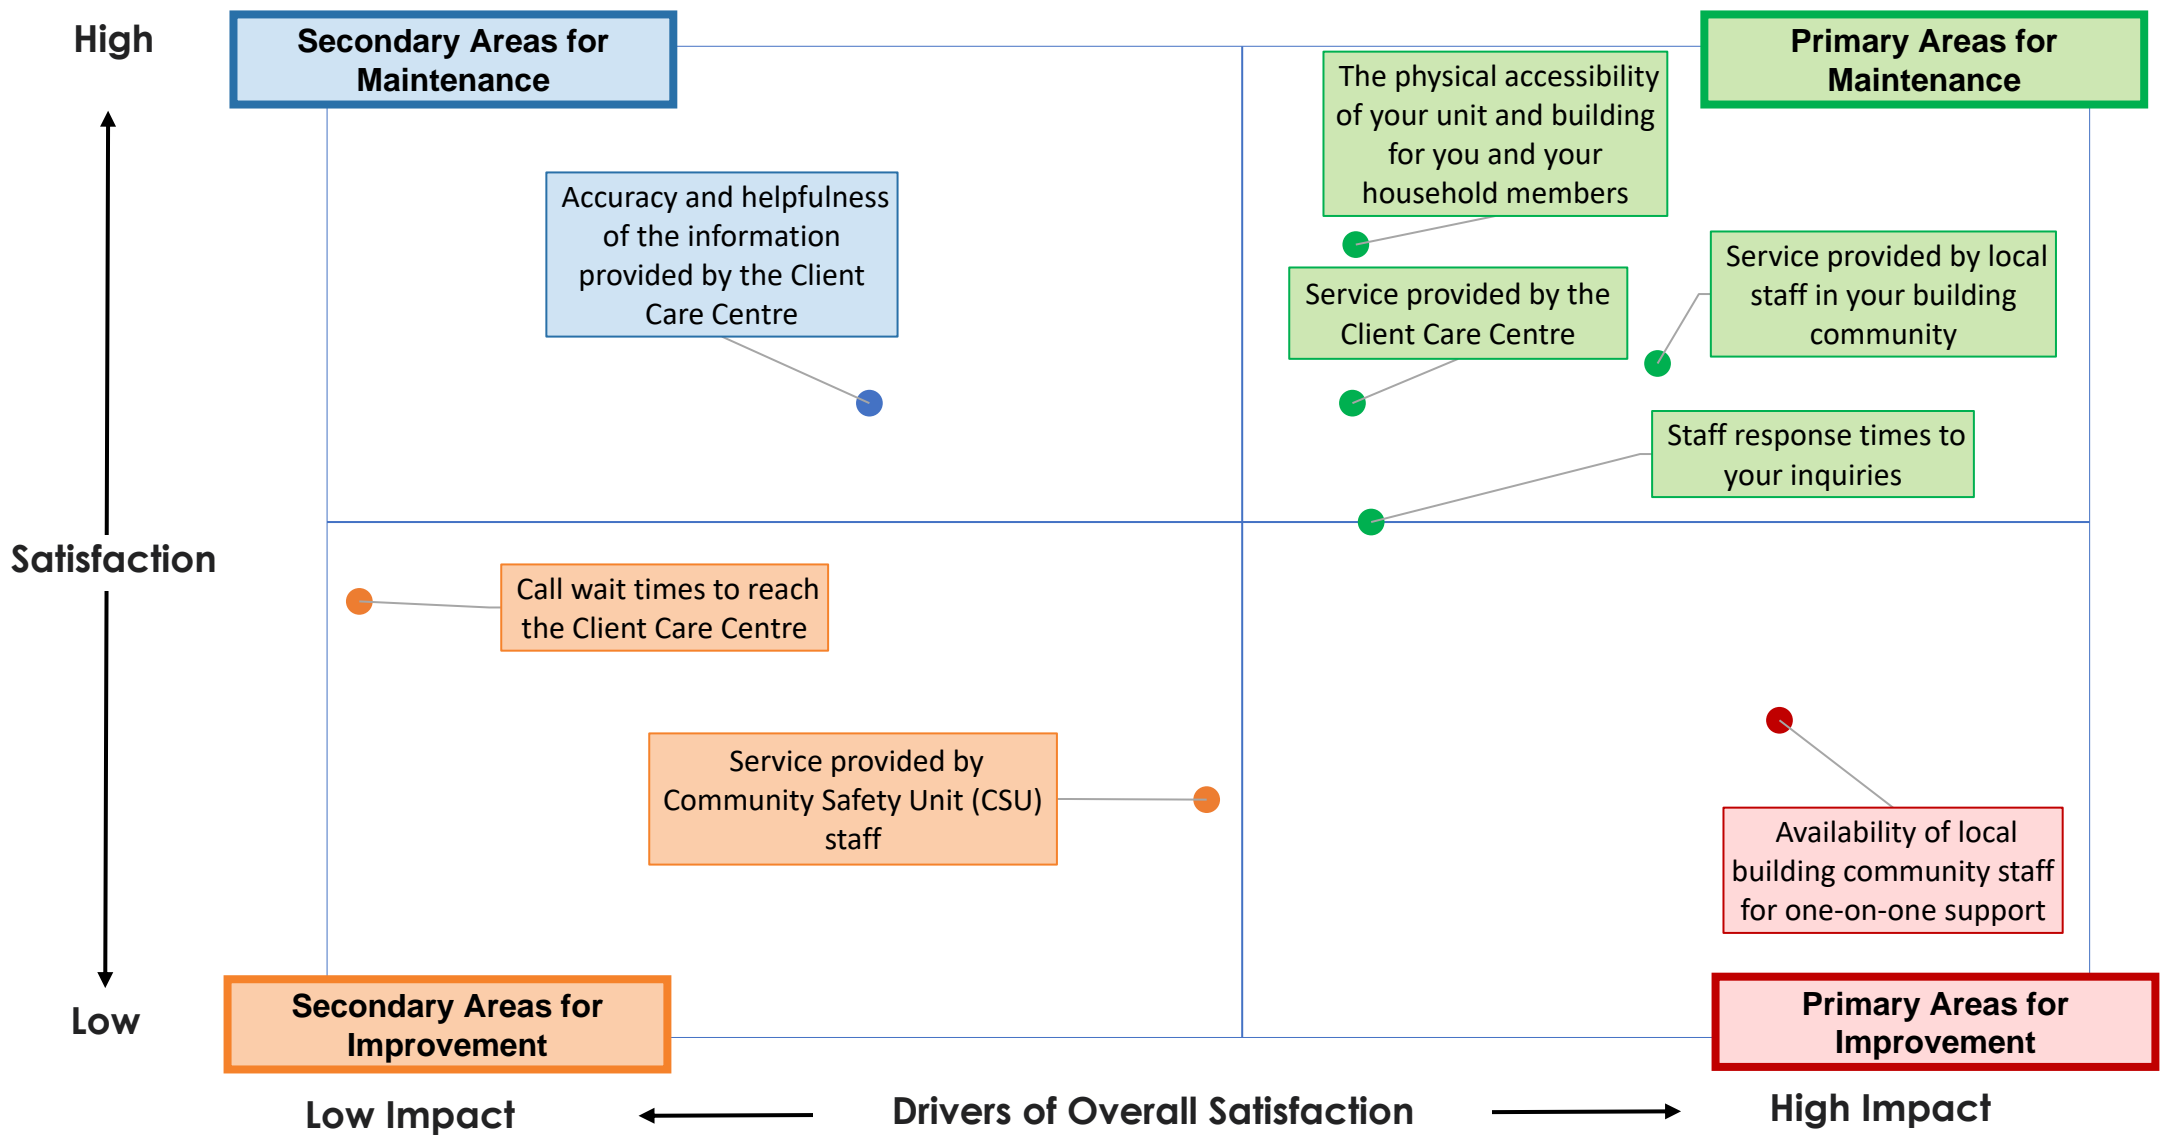 High
Secondary Areas for
Maintenance
Primary Areas for
Maintenance
The physical accessibility
of your unit and building
for you and your
household members
Accuracy and helpfulness
of the information
provided by the Client
Care Centre
Service provided by local
staff in your building
community
Service provided by the
Client Care Centre
Staff response times to
your inquiries
Satisfaction
Call wait times to reach
the Client Care Centre
Service provided by
Community Safety Unit (CSU)
staff
Availability of local
building community staff
for one-on-one support
Low
Secondary Areas for
Improvement
Primary Areas for
Improvement
Low Impact
Drivers of Overall Satisfaction
High Impact